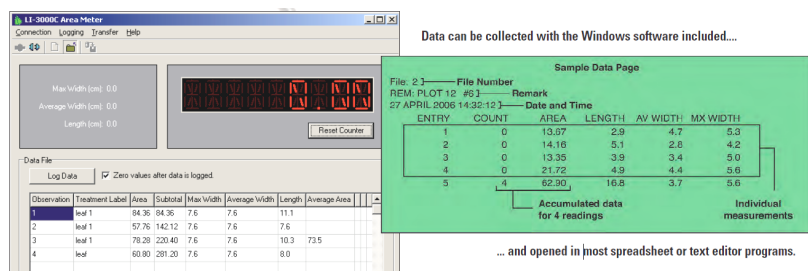 LI-3000C Area Meter
Connection Logging Transfer Help
Max Width (cm): 0.0
Average Width (cm): 0.0
Length (cm): 0.0
0.00
Reset Counter
Data File
Log Data Zero values after data is logged.
Observation Treatment Label Area Subtotal Max Width Average Width Length Average Area
1 leaf 1 84.36 84.36 7.6 7.6 11.1
2 leaf 1 57.76 142.12 7.6 7.6 7.6
3 leaf 1 78.28 220.40 7.6 7.6 10.3 73.5
4 leaf 60.80 281.20 7.6 7.6 8.0
Data can be collected with the Windows software included....
Sample Data Page
File: 2 File Number
REM: PLOT 12 #6 Remark
27 APRIL 2006 14:32:12 Date and Time
ENTRY COUNT AREA LENGTH AV WIDTH MX WIDTH
1 0 13.67 2.9 4.7 5.3
2 0 14.16 5.1 2.8 4.2
3 0 13.35 3.9 3.4 5.0
4 0 21.72 4.9 4.4 5.6
5 4 62.90 16.8 3.7 5.6
Accumulated data
for 4 readings
Individual
measurements
... and opened in most spreadsheet or text editor programs.